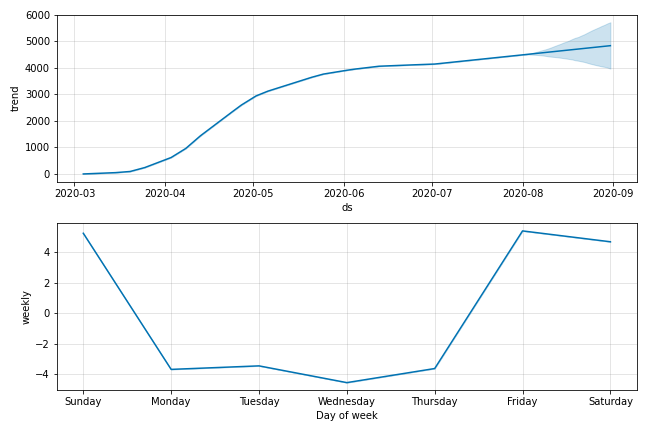 6000
5000
4000
3000
2000
1000
0
trend
2020-03 2020-04 2020-05 2020-06 2020-07 2020-08 2020-09
ds
4
2
0
−2
−4
weekly
Sunday Monday Tuesday Wednesday Thursday Friday Saturday
Day of week